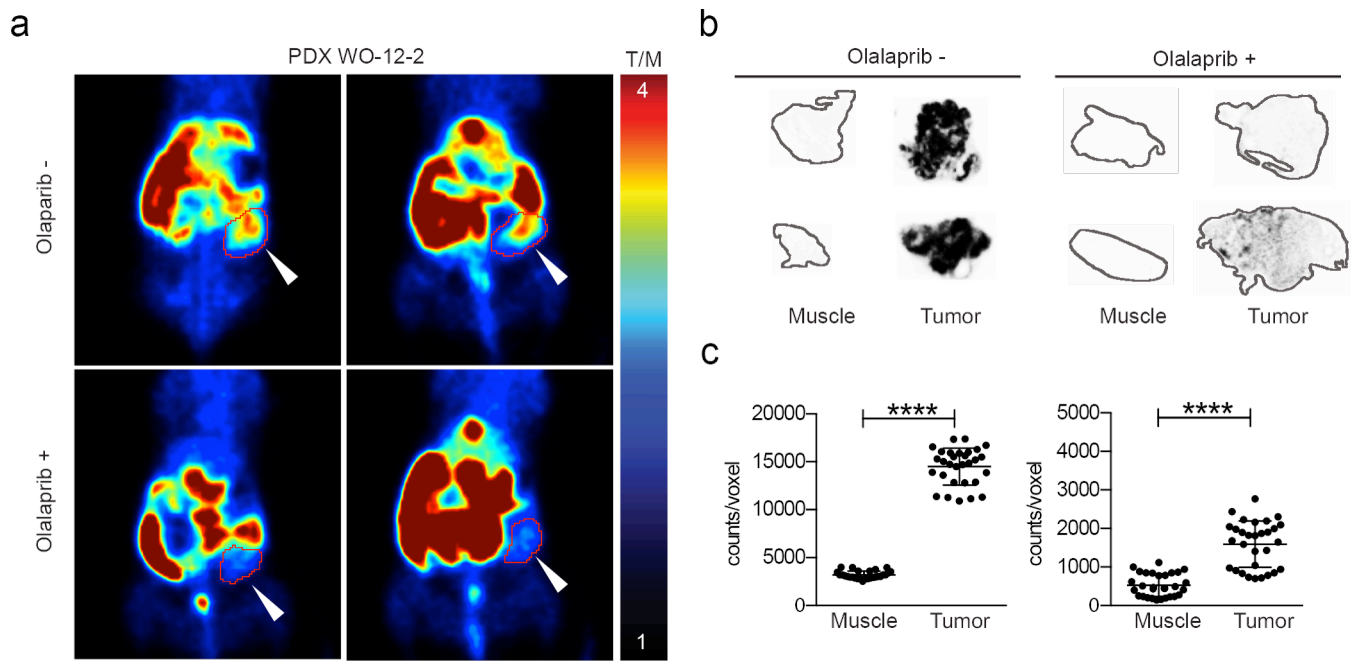 a
PDX WO-12-2
T/M
4
1
Olaparib -
Olalaprib +
b
Olalaprib -
Olalaprib +
Muscle
Tumor
Muscle
Tumor
c
20000
15000
10000
5000
0
counts/voxel
****
Muscle
Tumor
5000
4000
3000
2000
1000
0
counts/voxel
****
Muscle
Tumor